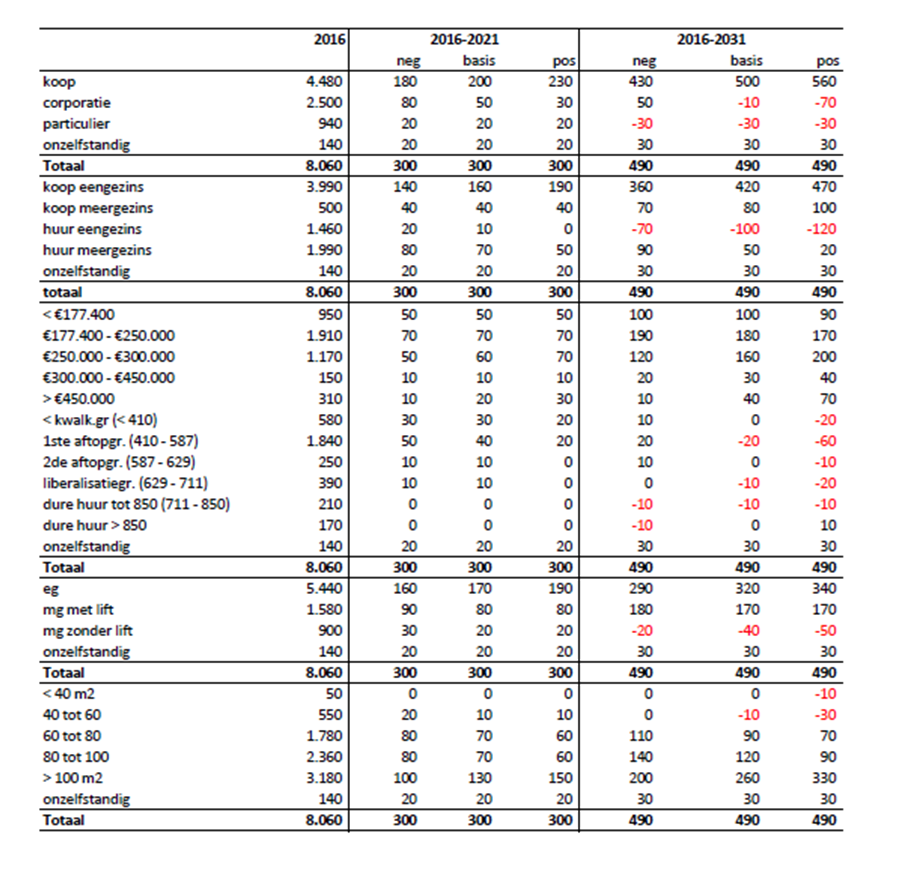 2016 2016-2021 2016-2031
neg basis pos neg basis pos
koop 4.480 180 200 230 430 500 560
corporatie 2.500 80 50 30 50 -10 -70
particulier 940 20 20 20 -30 -30 -30
onzelfstandig 140 20 20 20 30 30 30
Totaal 8.060 300 300 300 490 490 490
koop eengezins 3.990 140 160 190 360 420 470
koop meergezins 500 40 40 40 70 80 100
huur eengezins 1.460 20 10 0 -70 -100 -120
huur meergezins 1.990 80 70 50 90 50 20
onzelfstandig 140 20 20 20 30 30 30
totaal 8.060 300 300 300 490 490 490
< €177.400 950 50 50 50 100 100 90
€177.400 - €250.000 1.910 70 70 70 190 180 170
€250.000 - €300.000 1.170 50 60 70 120 160 200
€300.000 - €450.000 150 10 10 10 20 30 40
> €450.000 310 10 20 30 10 40 70
< kwalk.gr (< 410) 580 30 30 20 10 0 -20
1ste aftopgr. (410 - 587) 1.840 50 40 20 20 -20 -60
2de aftopgr. (587 - 629) 250 10 10 0 10 0 -10
liberalisatiegr. (629 - 711) 390 10 10 0 0 -10 -20
dure huur tot 850 (711 - 850) 210 0 0 0 -10 -10 -10
dure huur > 850 170 0 0 0 -10 0 10
onzelfstandig 140 20 20 20 30 30 30
Totaal 8.060 300 300 300 490 490 490
eg 5.440 160 170 190 290 320 340
mg met lift 1.580 90 80 80 180 170 170
mg zonder lift 900 30 20 20 -20 -40 -50
onzelfstandig 140 20 20 20 30 30 30
Totaal 8.060 300 300 300 490 490 490
< 40 m2 50 0 0 0 0 0 -10
40 tot 60 550 20 10 10 0 -10 -30
60 tot 80 1.780 80 70 60 110 90 70
80 tot 100 2.360 80 70 60 140 120 90
> 100 m2 3.180 100 130 150 200 260 330
onzelfstandig 140 20 20 20 30 30 30
Totaal 8.060 300 300 300 490 490 490